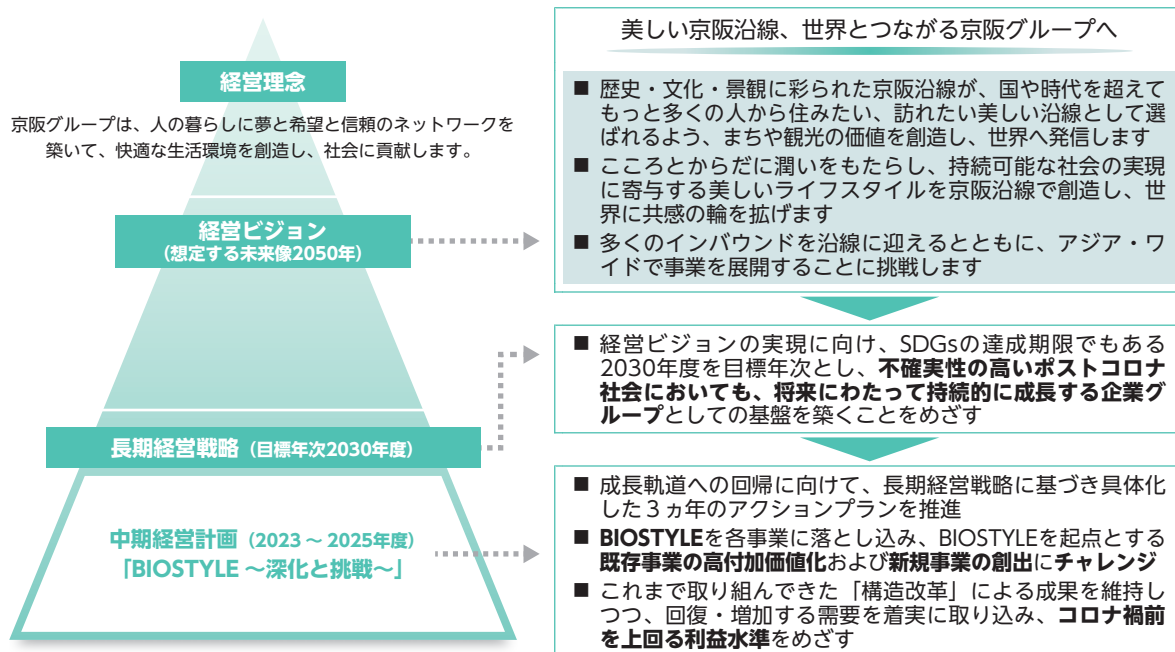 経営理念
京阪グループは、人の暮らしに夢と希望と信頼のネットワークを
築いて、快適な生活環境を創造し、社会に貢献します。
経営ビジョン
(想定する未来像2050年)
長期経営戦略(目標年次2030年度)
中期経営計画(2023～2025年度)
「BIOSTYLE ～深化と挑戦～」
美しい京阪沿線、世界とつながる京阪グループへ
■ 歴史・文化・景観に彩られた京阪沿線が、国や時代を超えて
もっと多くの人から住みたい、訪れたい美しい沿線として選
ばれるよう、まちや観光の価値を創造し、世界へ発信します
■ こころとからだに潤いをもたらし、持続可能な社会の実現
に寄与する美しいライフスタイルを京阪沿線で創造し、世
界に共感の輪を拡げます
■ 多くのインバウンドを沿線に迎えるとともに、アジア・ワ
イドで事業を展開することに挑戦します
■ 経営ビジョンの実現に向け、SDGsの達成期限でもある
2030年度を目標年次とし、不確実性の高いポストコロナ
社会においても、将来にわたって持続的に成長する企業グ
ループとしての基盤を築くことをめざす
■ 成長軌道への回帰に向けて、長期経営戦略に基づき具体化
した３ヵ年のアクションプランを推進
■ BIOSTYLEを各事業に落とし込み、BIOSTYLEを起点とする
既存事業の高付加価値化および新規事業の創出にチャレンジ
■ これまで取り組んできた「構造改革」による成果を維持し
つつ、回復・増加する需要を着実に取り込み、コロナ禍前
を上回る利益水準をめざす